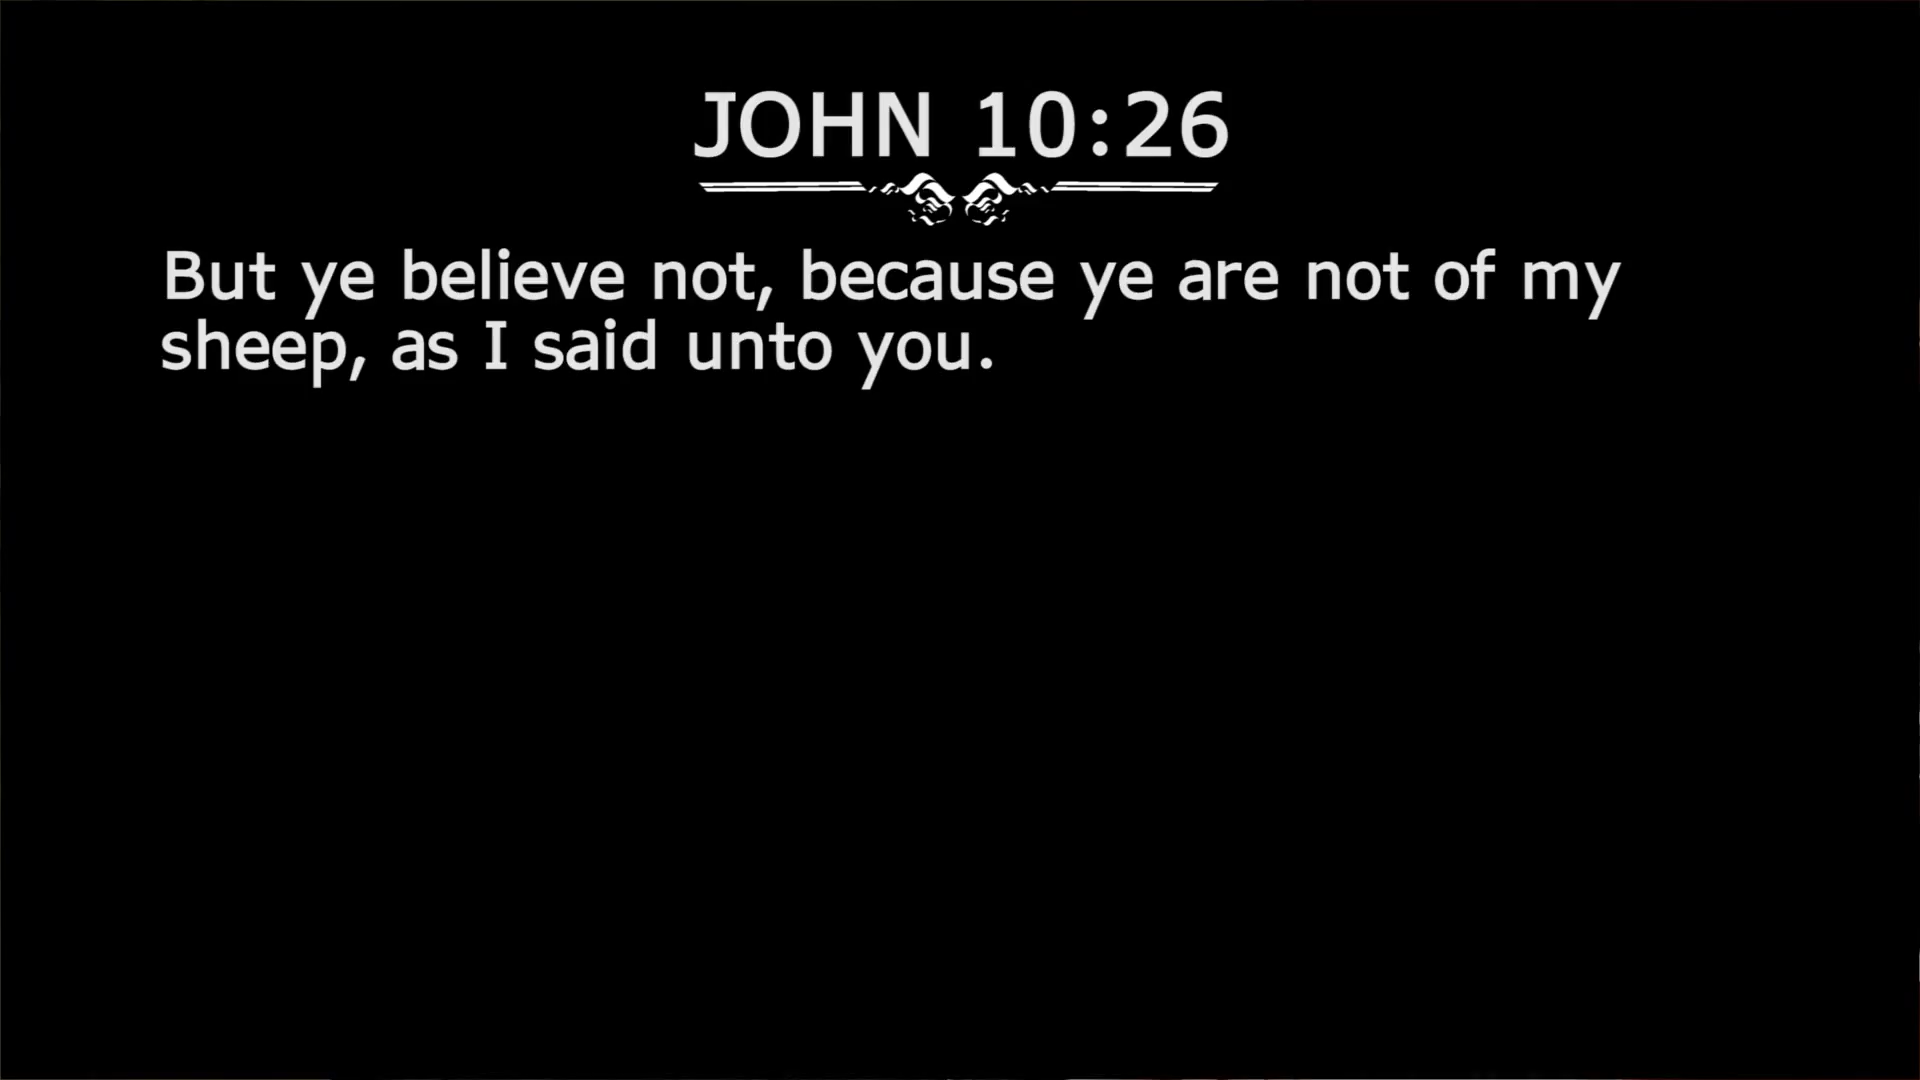 JOHN 10:26
But ye believe not, because ye are not of my
sheep, as I said unto you.